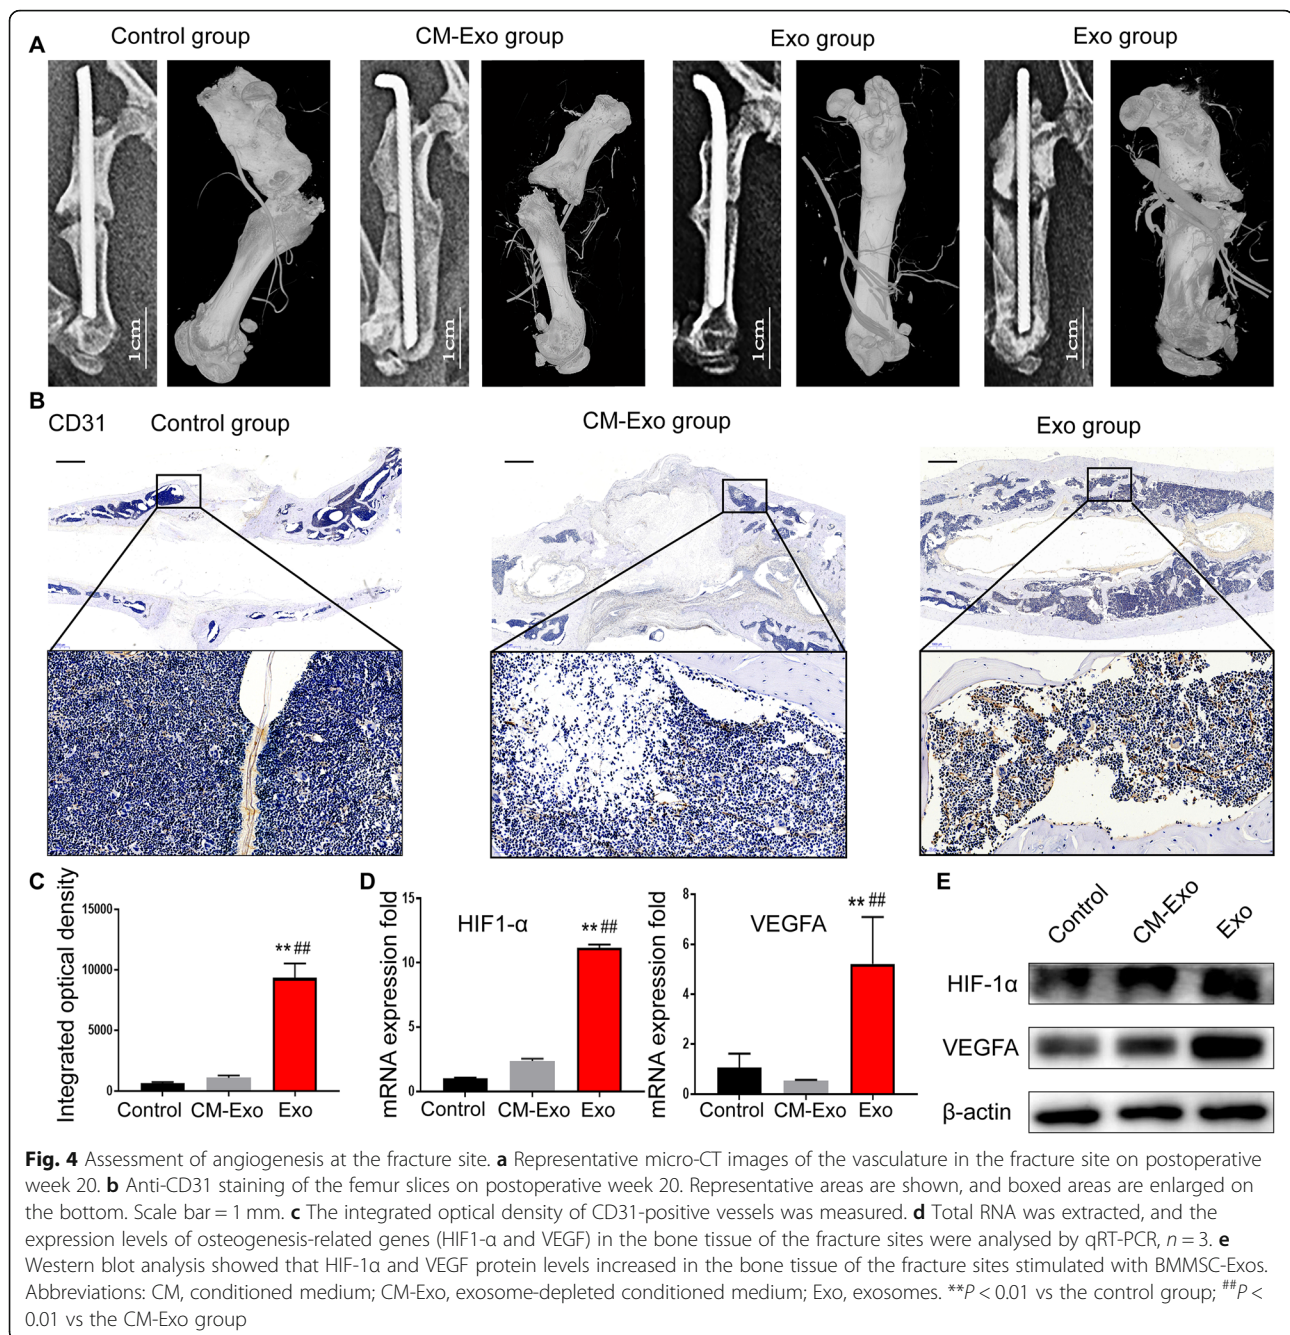 A
Control group
CM-Exo group
Exo group
Exo group
1cm
1cm
1cm
1cm
B
CD31
Control group
CM-Exo group
Exo group
C
Integrated optical density
15000
10000
5000
0
**##
Control
CM-Exo
Exo
D
mRNA expression fold
15
10
5
0
HIF1-α
**##
Control
CM-Exo
Exo
mRNA expression fold
8
6
4
2
0
VEGFA
**##
Control
CM-Exo
Exo
E
Control
CM-Exo
Exo
HIF-1α
VEGFA
β-actin
Fig. 4 Assessment of angiogenesis at the fracture site. a Representative micro-CT images of the vasculature in the fracture site on postoperative
week 20. b Anti-CD31 staining of the femur slices on postoperative week 20. Representative areas are shown, and boxed areas are enlarged on
the bottom. Scale bar = 1 mm. c The integrated optical density of CD31-positive vessels was measured. d Total RNA was extracted, and the
expression levels of osteogenesis-related genes (HIF1-α and VEGF) in the bone tissue of the fracture sites were analysed by qRT-PCR, n = 3. e
Western blot analysis showed that HIF-1α and VEGF protein levels increased in the bone tissue of the fracture sites stimulated with BMMSC-Exos.
Abbreviations: CM, conditioned medium; CM-Exo, exosome-depleted conditioned medium; Exo, exosomes. **P < 0.01 vs the control group; ##P <
0.01 vs the CM-Exo group